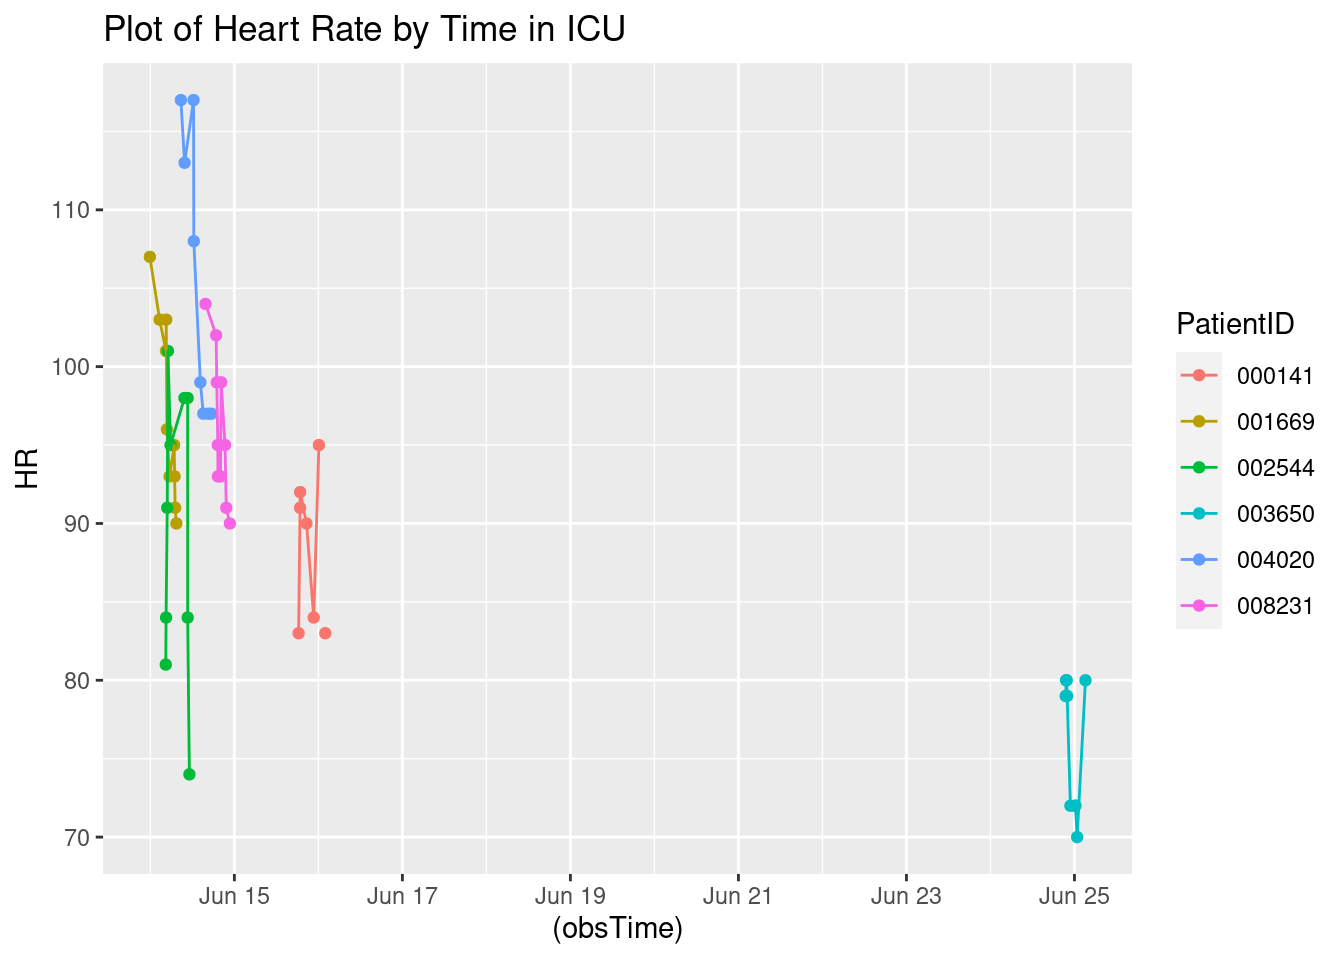 Plot of Heart Rate by Time in ICU
HR
110
100
90
80
70
Jun 15 Jun 17 Jun 19 Jun 21 Jun 23 Jun 25
(obsTime)
PatientID
000141
001669
002544
003650
004020
008231